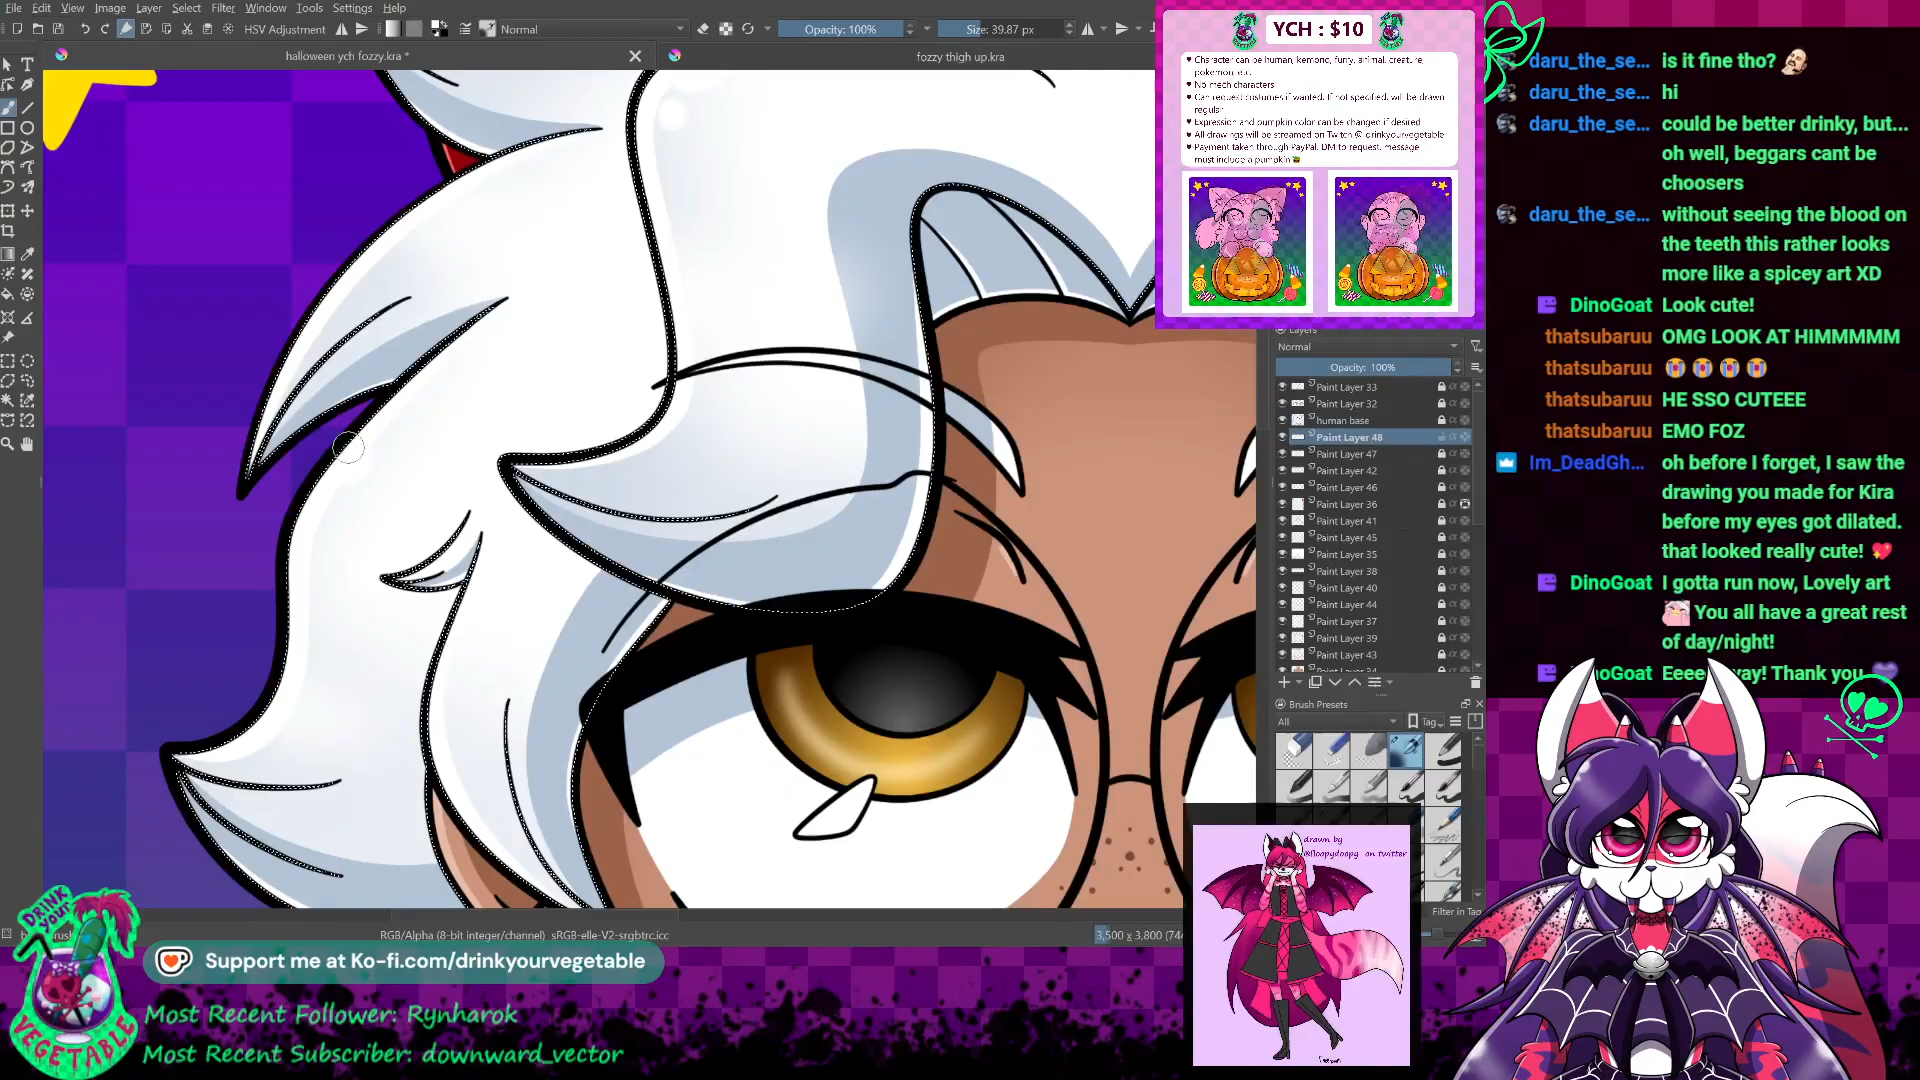 File Edit View Image Layer Select Filter Tools Settings Help
HSV Adjustment
Normal
Opacity: 100%
Size: 39.87 px
halloween ych fozzy.kra *
fozzy thigh up.kra
YCH : $10
♥ Character can be human, kemono, furry, animal, creature,
pokemon, etc.
♥ No mech characters
♥ Can request costumes if wanted. If not specified, will be drawn
regular
♥ Expression and pumpkin color can be changed if desired
♥ All drawings will be streamed on Twitch @ drinkyourvegetable
♥ Payment taken through PayPal. DM to request, message
must include a pumpkin
Layers
Normal
Opacity: 100%
Paint Layer 33
Paint Layer 32
human base
Paint Layer 48
Paint Layer 47
Paint Layer 42
Paint Layer 46
Paint Layer 36
Paint Layer 41
Paint Layer 45
Paint Layer 35
Paint Layer 38
Paint Layer 40
Paint Layer 44
Paint Layer 37
Paint Layer 39
Paint Layer 43
Brush Presets
All
Tag
Filter in Tag
RGB/Alpha (8-bit integer/channel) sRGB-elle-V2-srgbtrc.icc
3,500 x 3,800 (744
daru_the_se... is it fine tho?
daru_the_se... hi
daru_the_se... could be better drinky, but...
oh well, beggars cant be
choosers
daru_the_se... without seeing the blood on
the teeth this rather looks
more like a spicey art XD
DinoGoat Look cute!
thatsubaruu OMG LOOK AT HIMMMMM
thatsubaruu 😭😭😭😭
thatsubaruu HE SSO CUTEEE
thatsubaruu EMO FOZ
Im_DeadGh... oh before I forget, I saw the
drawing you made for Kira
before my eyes got dilated.
that looked really cute! 💖
DinoGoat I gotta run now, Lovely art
You all have a great rest
of day/night!
Thank you 💜
DRINK YOUR
VEGETABLE
Support me at Ko-fi.com/drinkyourvegetable
Most Recent Follower: Rynharok
Most Recent Subscriber: downward_vector
drawn by
@floopydoopg on twitter